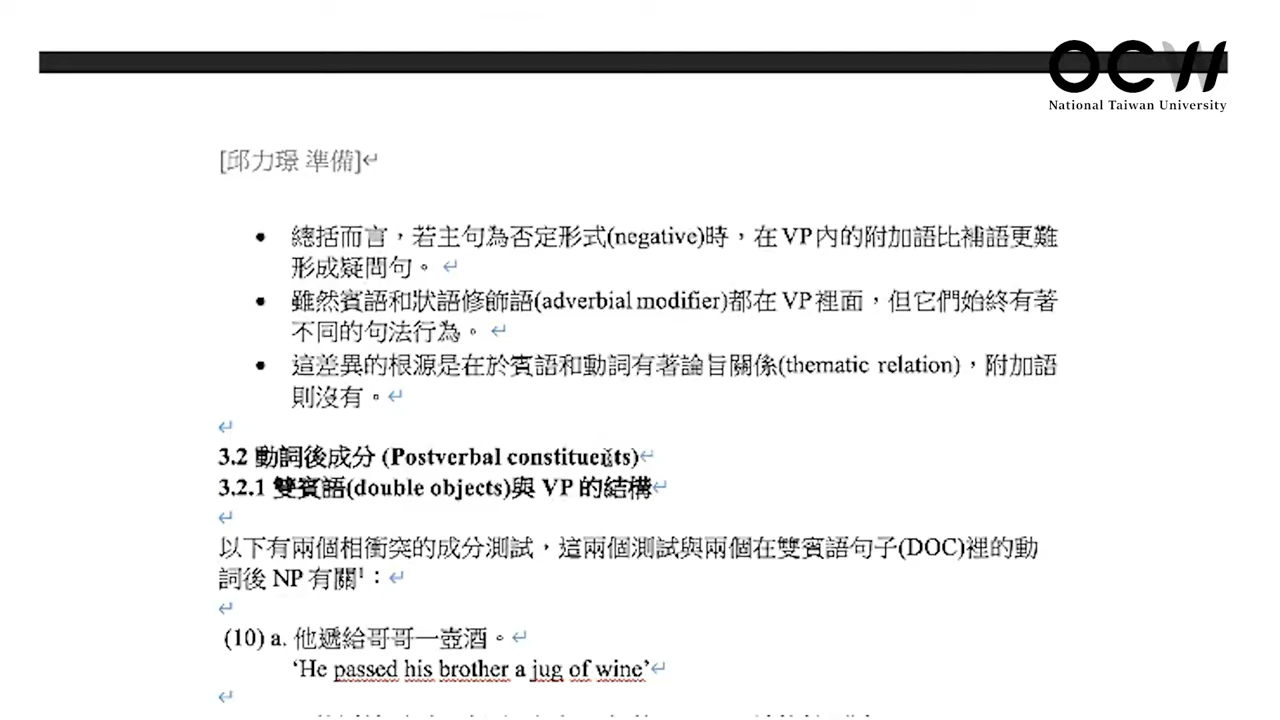 OCW
National Taiwan University
[邱力璟 準備]
• 總括而言，若主句為否定形式(negative)時，在 VP內的附加語比補語更難
形成疑問句。
• 雖然賓語和狀語修飾語(adverbial modifier)都在 VP 裡面，但它們始終有著
不同的句法行為。
• 這差異的根源是在於賓語和動詞有著論旨關係(thematic relation)，附加語
則沒有。
3.2 動詞後成分 (Postverbal constituents)
3.2.1 雙賓語(double objects)與 VP 的結構
以下有兩個相衝突的成分測試，這兩個測試與兩個在雙賓語句子(DOC)裡的動
詞後 NP 有關1：
(10) a. 他遞給哥哥一壺酒。
‘He passed his brother a jug of wine’